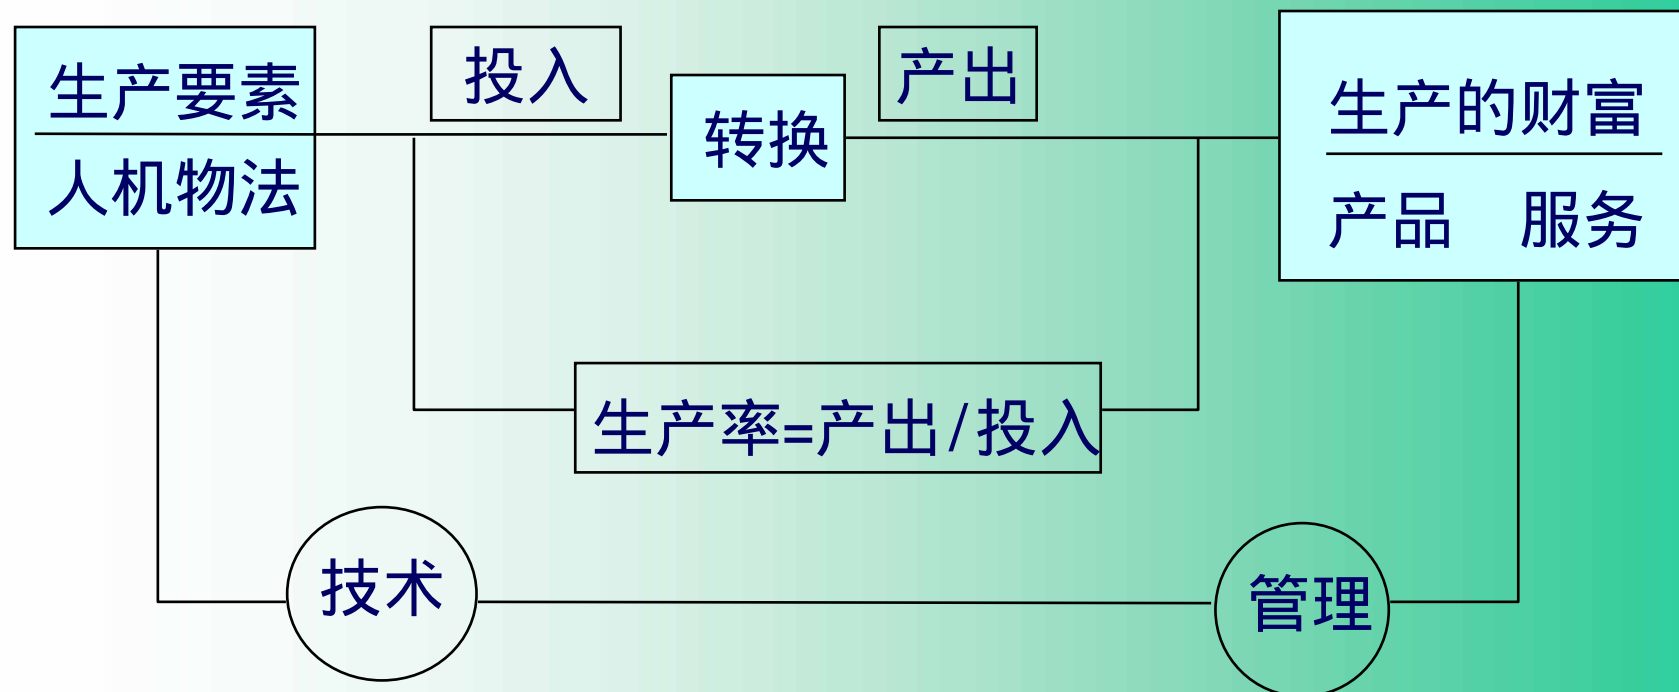 生产要素
人机物法
投入
转换
产出
生产的财富
产品 服务
生产率=产出/投入
技术
管理